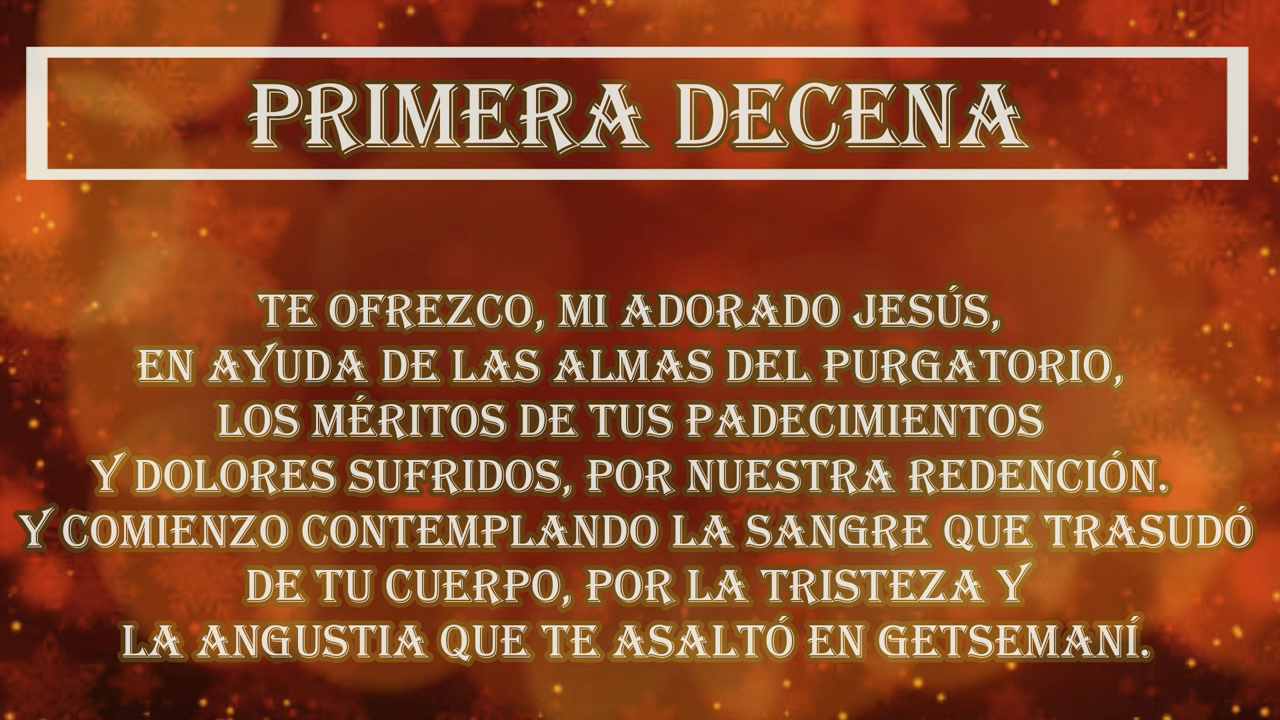 PRIMERA DECENA
TE OFREZCO, MI ADORADO JESÚS,
EN AYUDA DE LAS ALMAS DEL PURGATORIO,
LOS MÉRITOS DE TUS PADECIMIENTOS
Y DOLORES SUFRIDOS, POR NUESTRA REDENCIÓN.
Y COMIENZO CONTEMPLANDO LA SANGRE QUE TRASUDÓ
DE TU CUERPO, POR LA TRISTEZA Y
LA ANGUSTIA QUE TE ASALTÓ EN GETSEMANÍ.